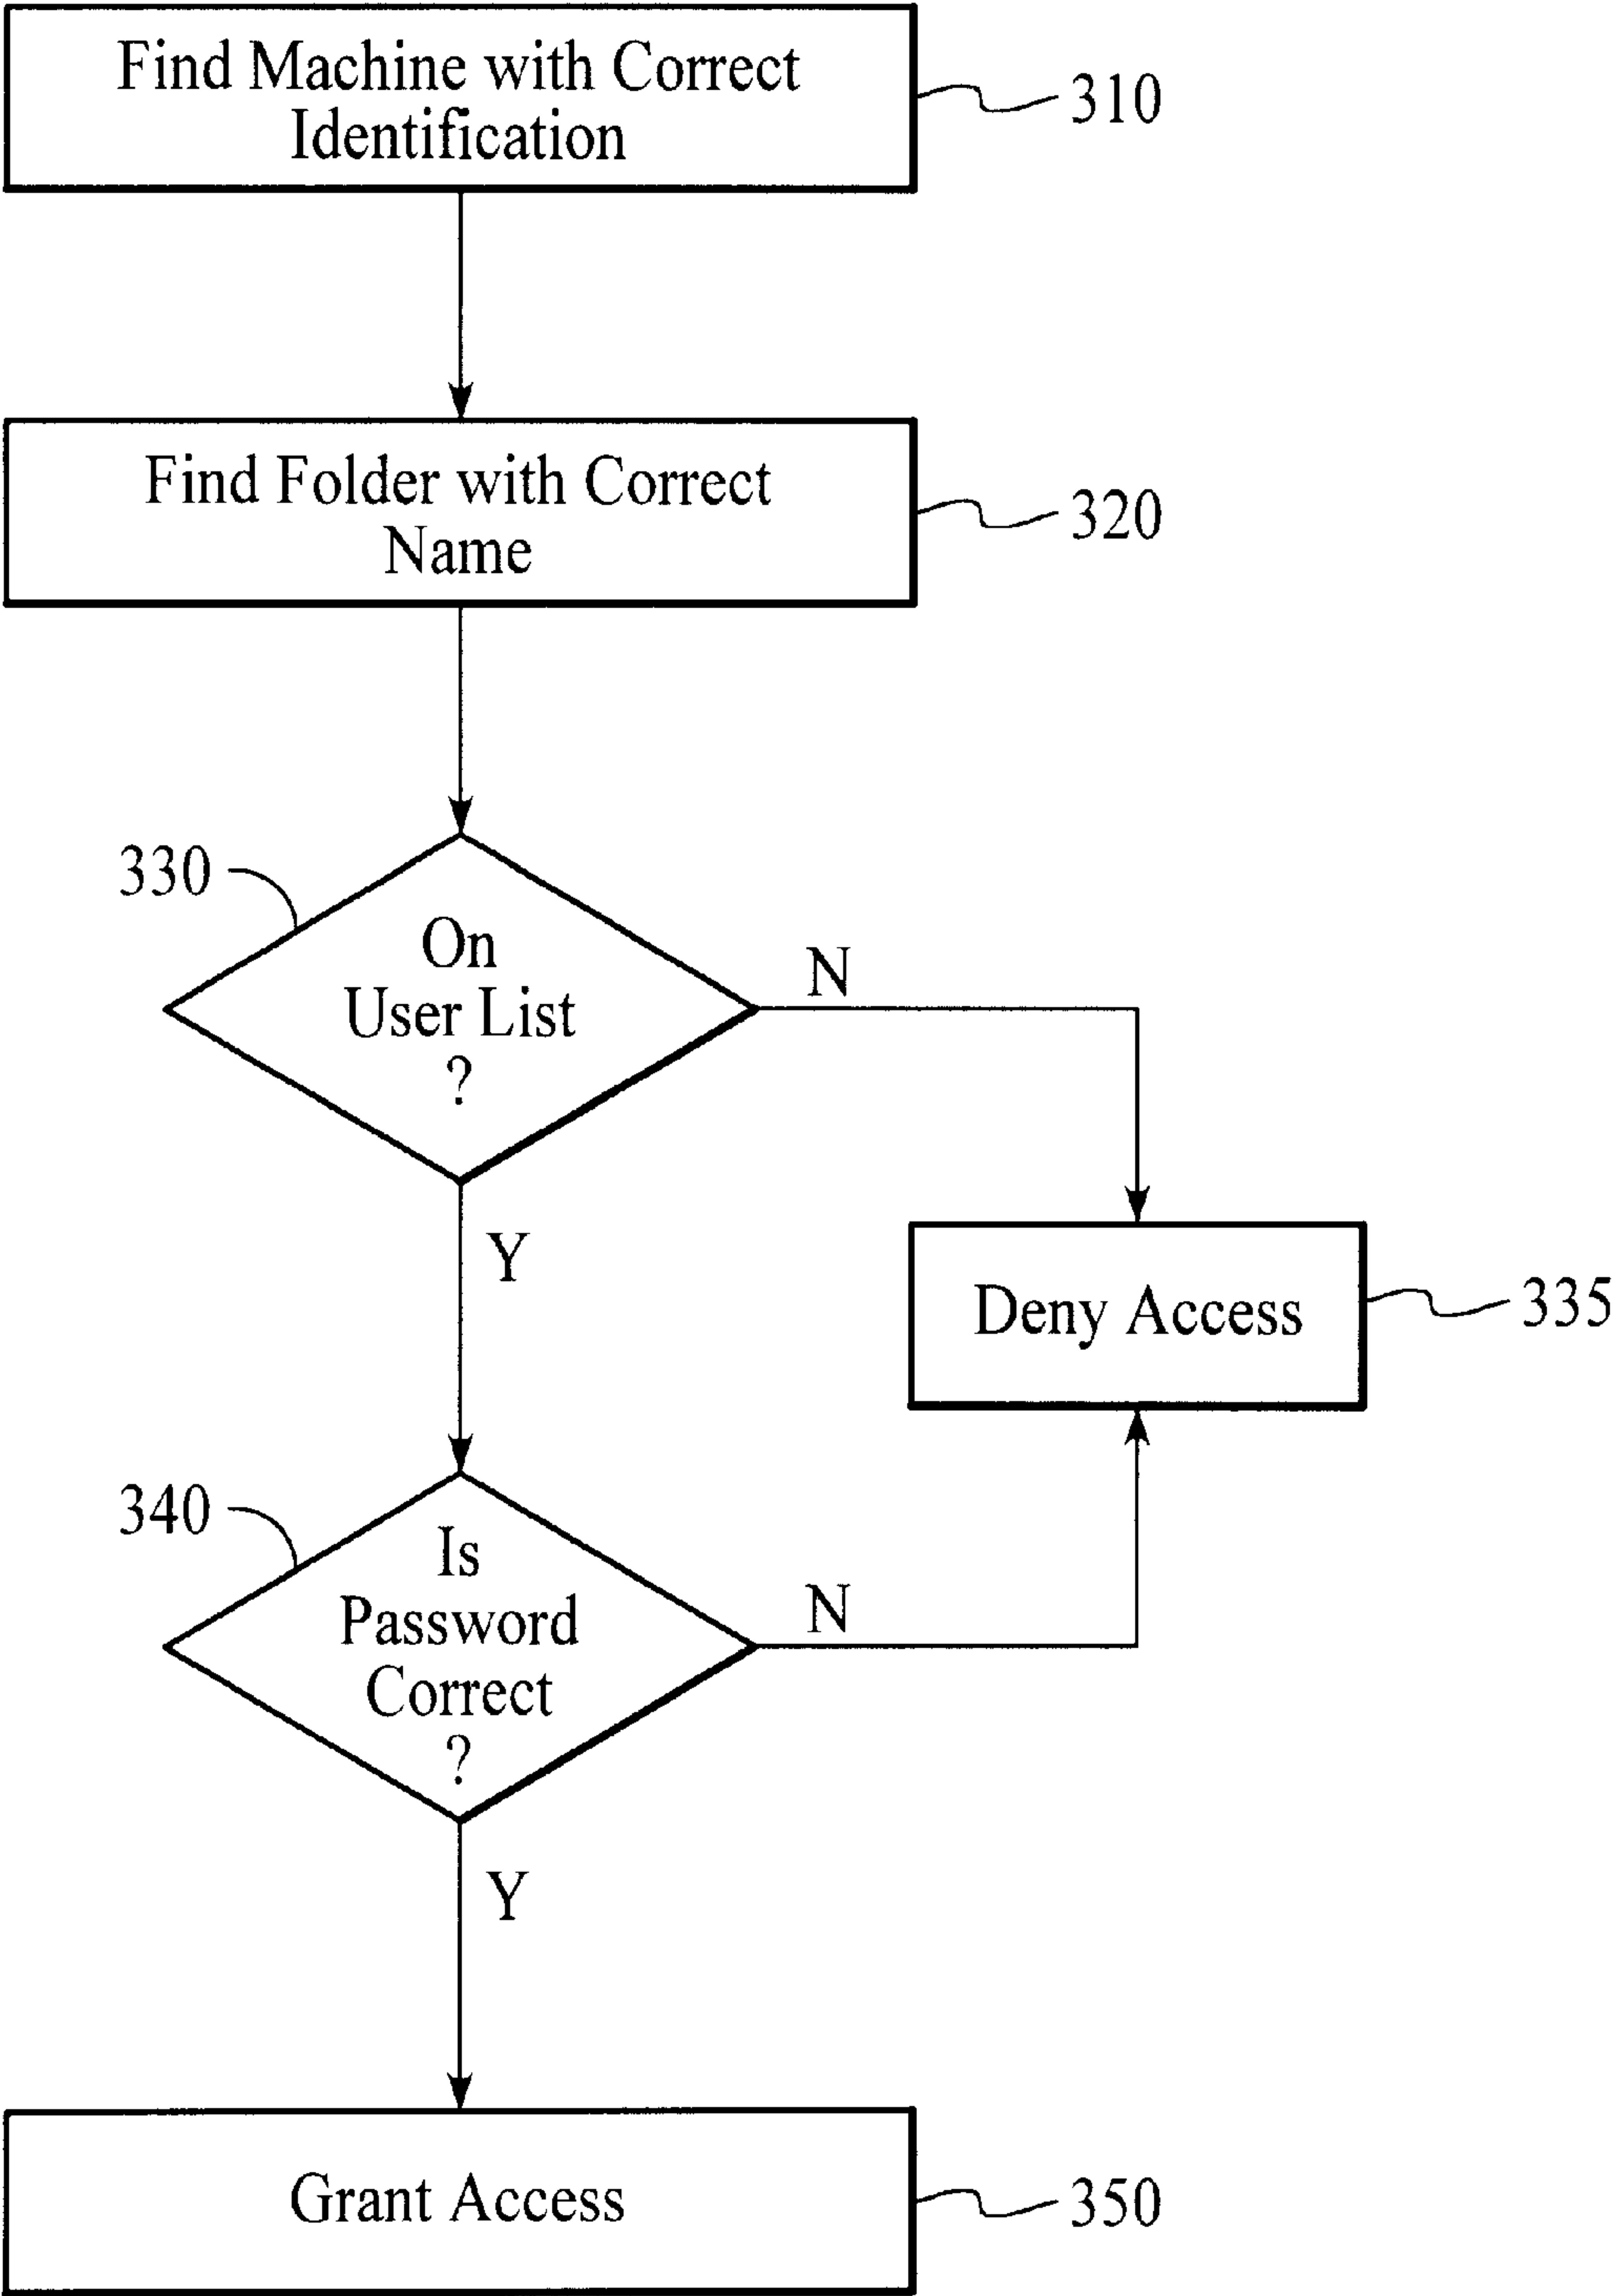 Find Machine with Correct
Identification
310
Find Folder with Correct
Name
320
330
On
User List
?
N
Y
Deny Access
335
340
Is
Password
Correct
?
N
Y
Grant Access
350